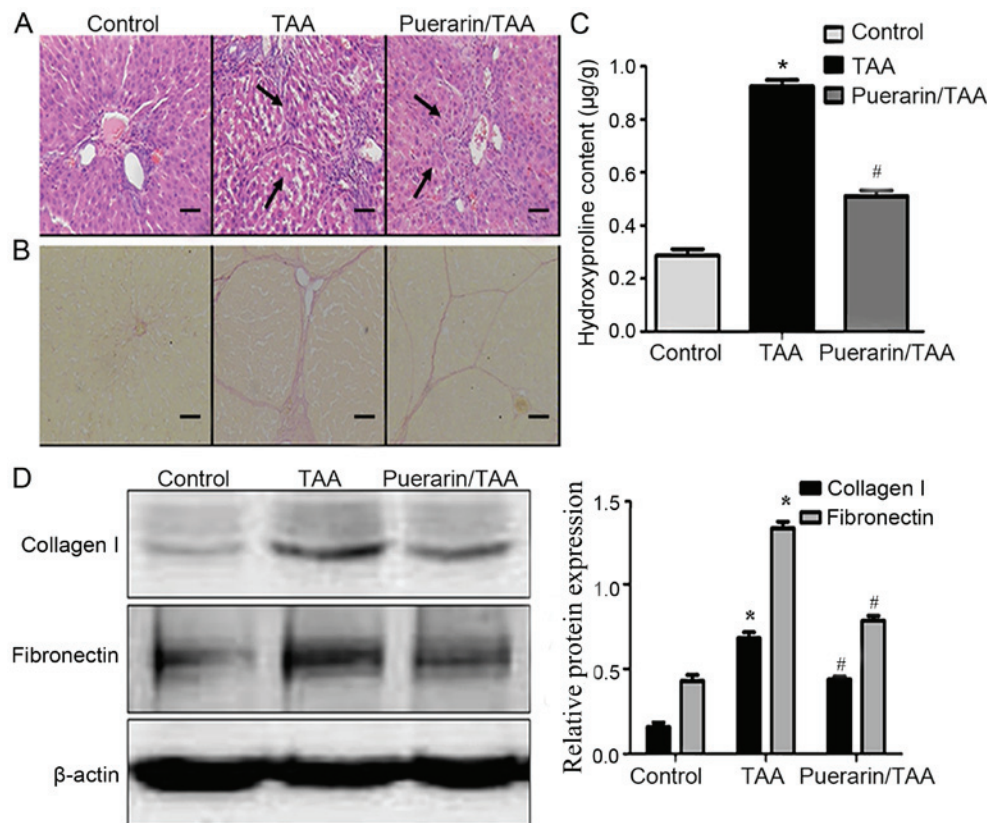 A
Control
TAA
Puerarin/TAA
B
C
Control
TAA
Puerarin/TAA
Hydroxyproline content (µg/g)
1.0
0.8
0.6
0.4
0.2
0.0
*
#
Control
TAA
Puerarin/TAA
D
Control
TAA
Puerarin/TAA
Collagen I
Fibronectin
β-actin
Collagen I
Fibronectin
Relative protein expression
1.5
1.0
0.5
0.0
*
*
#
#
Control
TAA
Puerarin/TAA